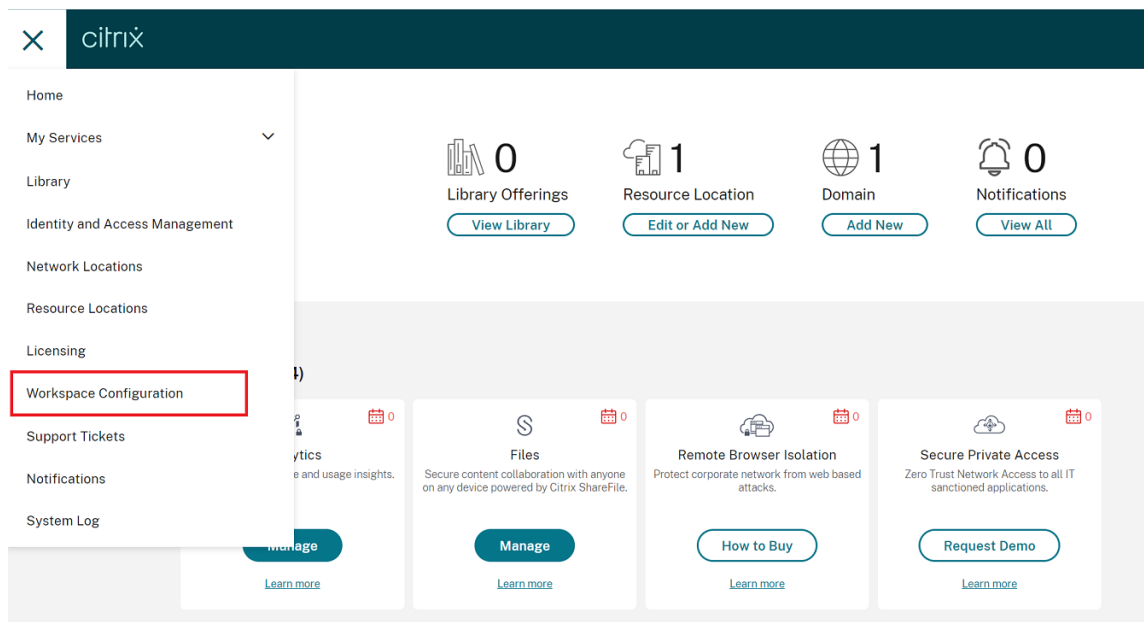 citrix
Home
My Services
Library
Identity and Access Management
Network Locations
Resource Locations
Licensing
Workspace Configuration
Support Tickets
Notifications
System Log
0
Library Offerings
View Library
1
Resource Location
Edit or Add New
1
Domain
Add New
0
Notifications
View All
4)
0
ytics
e and usage insights.
Manage
Learn more
0
Files
Secure content collaboration with anyone
on any device powered by Citrix ShareFile.
Manage
Learn more
0
Remote Browser Isolation
Protect corporate network from web based
attacks.
How to Buy
Learn more
0
Secure Private Access
Zero Trust Network Access to all IT
sanctioned applications.
Request Demo
Learn more